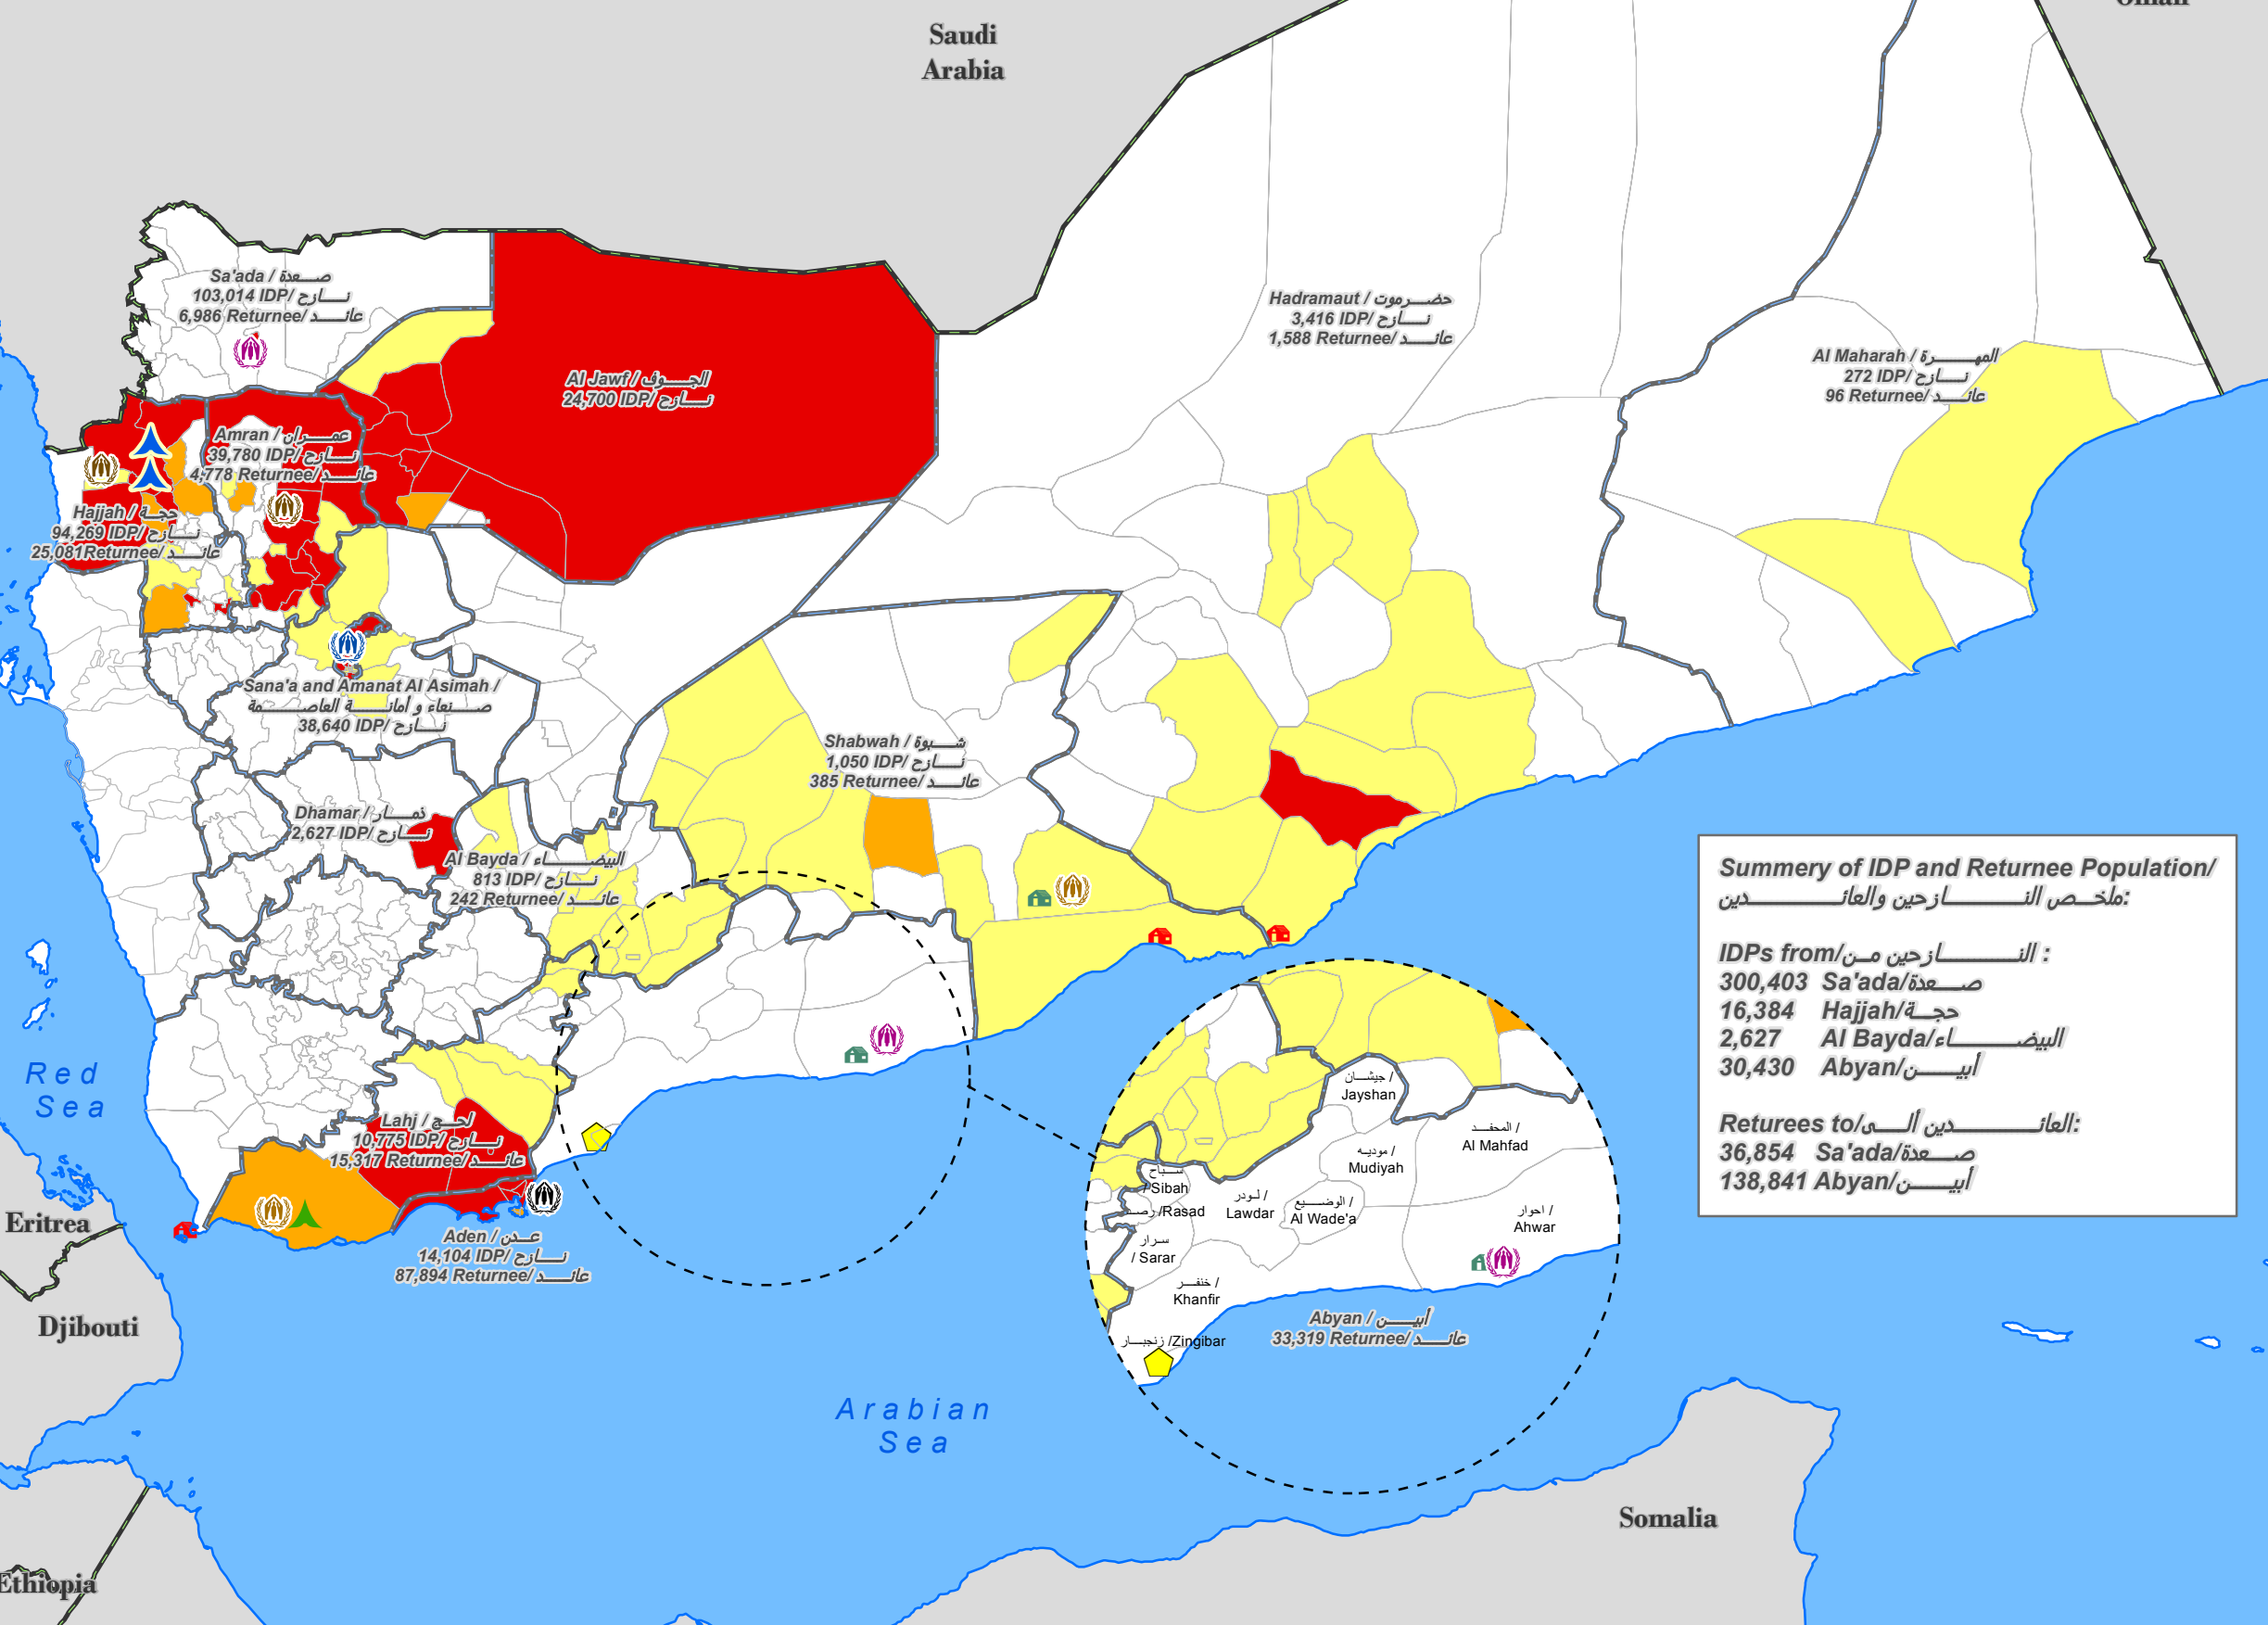 Saudi
Arabia
Oman
Sa'ada / صعدة
103,014 IDP/ نازح
6,986 Returnee/ عائد
Hadramaut / حضرموت
3,416 IDP/ نازح
1,588 Returnee/ عائد
Al Maharah / المهرة
272 IDP/ نازح
96 Returnee/ عائد
Al Jawf / الجوف
24,700 IDP/ نازح
Amran / عمران
39,780 IDP/ نازح
4,778 Returnee/ عائد
Hajjah / حجة
94,269 IDP/ نازح
25,081Returnee/ عائد
Sana'a and Amanat Al Asimah /
صنعاء و أمانة العاصمة
38,640 IDP/ نازح
Shabwah / شبوة
1,050 IDP/ نازح
385 Returnee/ عائد
Dhamar / ذمار
2,627 IDP/ نازح
Al Bayda / البيضاء
813 IDP/ نازح
242 Returnee/ عائد
Summery of IDP and Returnee Population/
ملخص النازحين والعائدين:
IDPs from/النازحين من :
300,403 Sa'ada/صعدة
16,384 Hajjah/حجة
2,627 Al Bayda/البيضاء
30,430 Abyan/أبين
Returees to/العائدين ألى:
36,854 Sa'ada/صعدة
138,841 Abyan/أبين
Red
Sea
Lahj / لحج
10,775 IDP/ نازح
15,317 Returnee/ عائد
Aden / عدن
14,104 IDP/ نازح
87,894 Returnee/ عائد
جيشان /
Jayshan
المحفد /
Al Mahfad
موديه /
Mudiyah
سباح
/ Sibah
رصد /Rasad
لودر /
Lawdar
الوضيع /
Al Wade'a
احوار /
Ahwar
سرار
/ Sarar
خنفر /
Khanfir
زنجبار /Zingibar
Abyan / أبين
33,319 Returnee/ عائد
Eritrea
Djibouti
Arabian
Sea
Somalia
Ethiopia